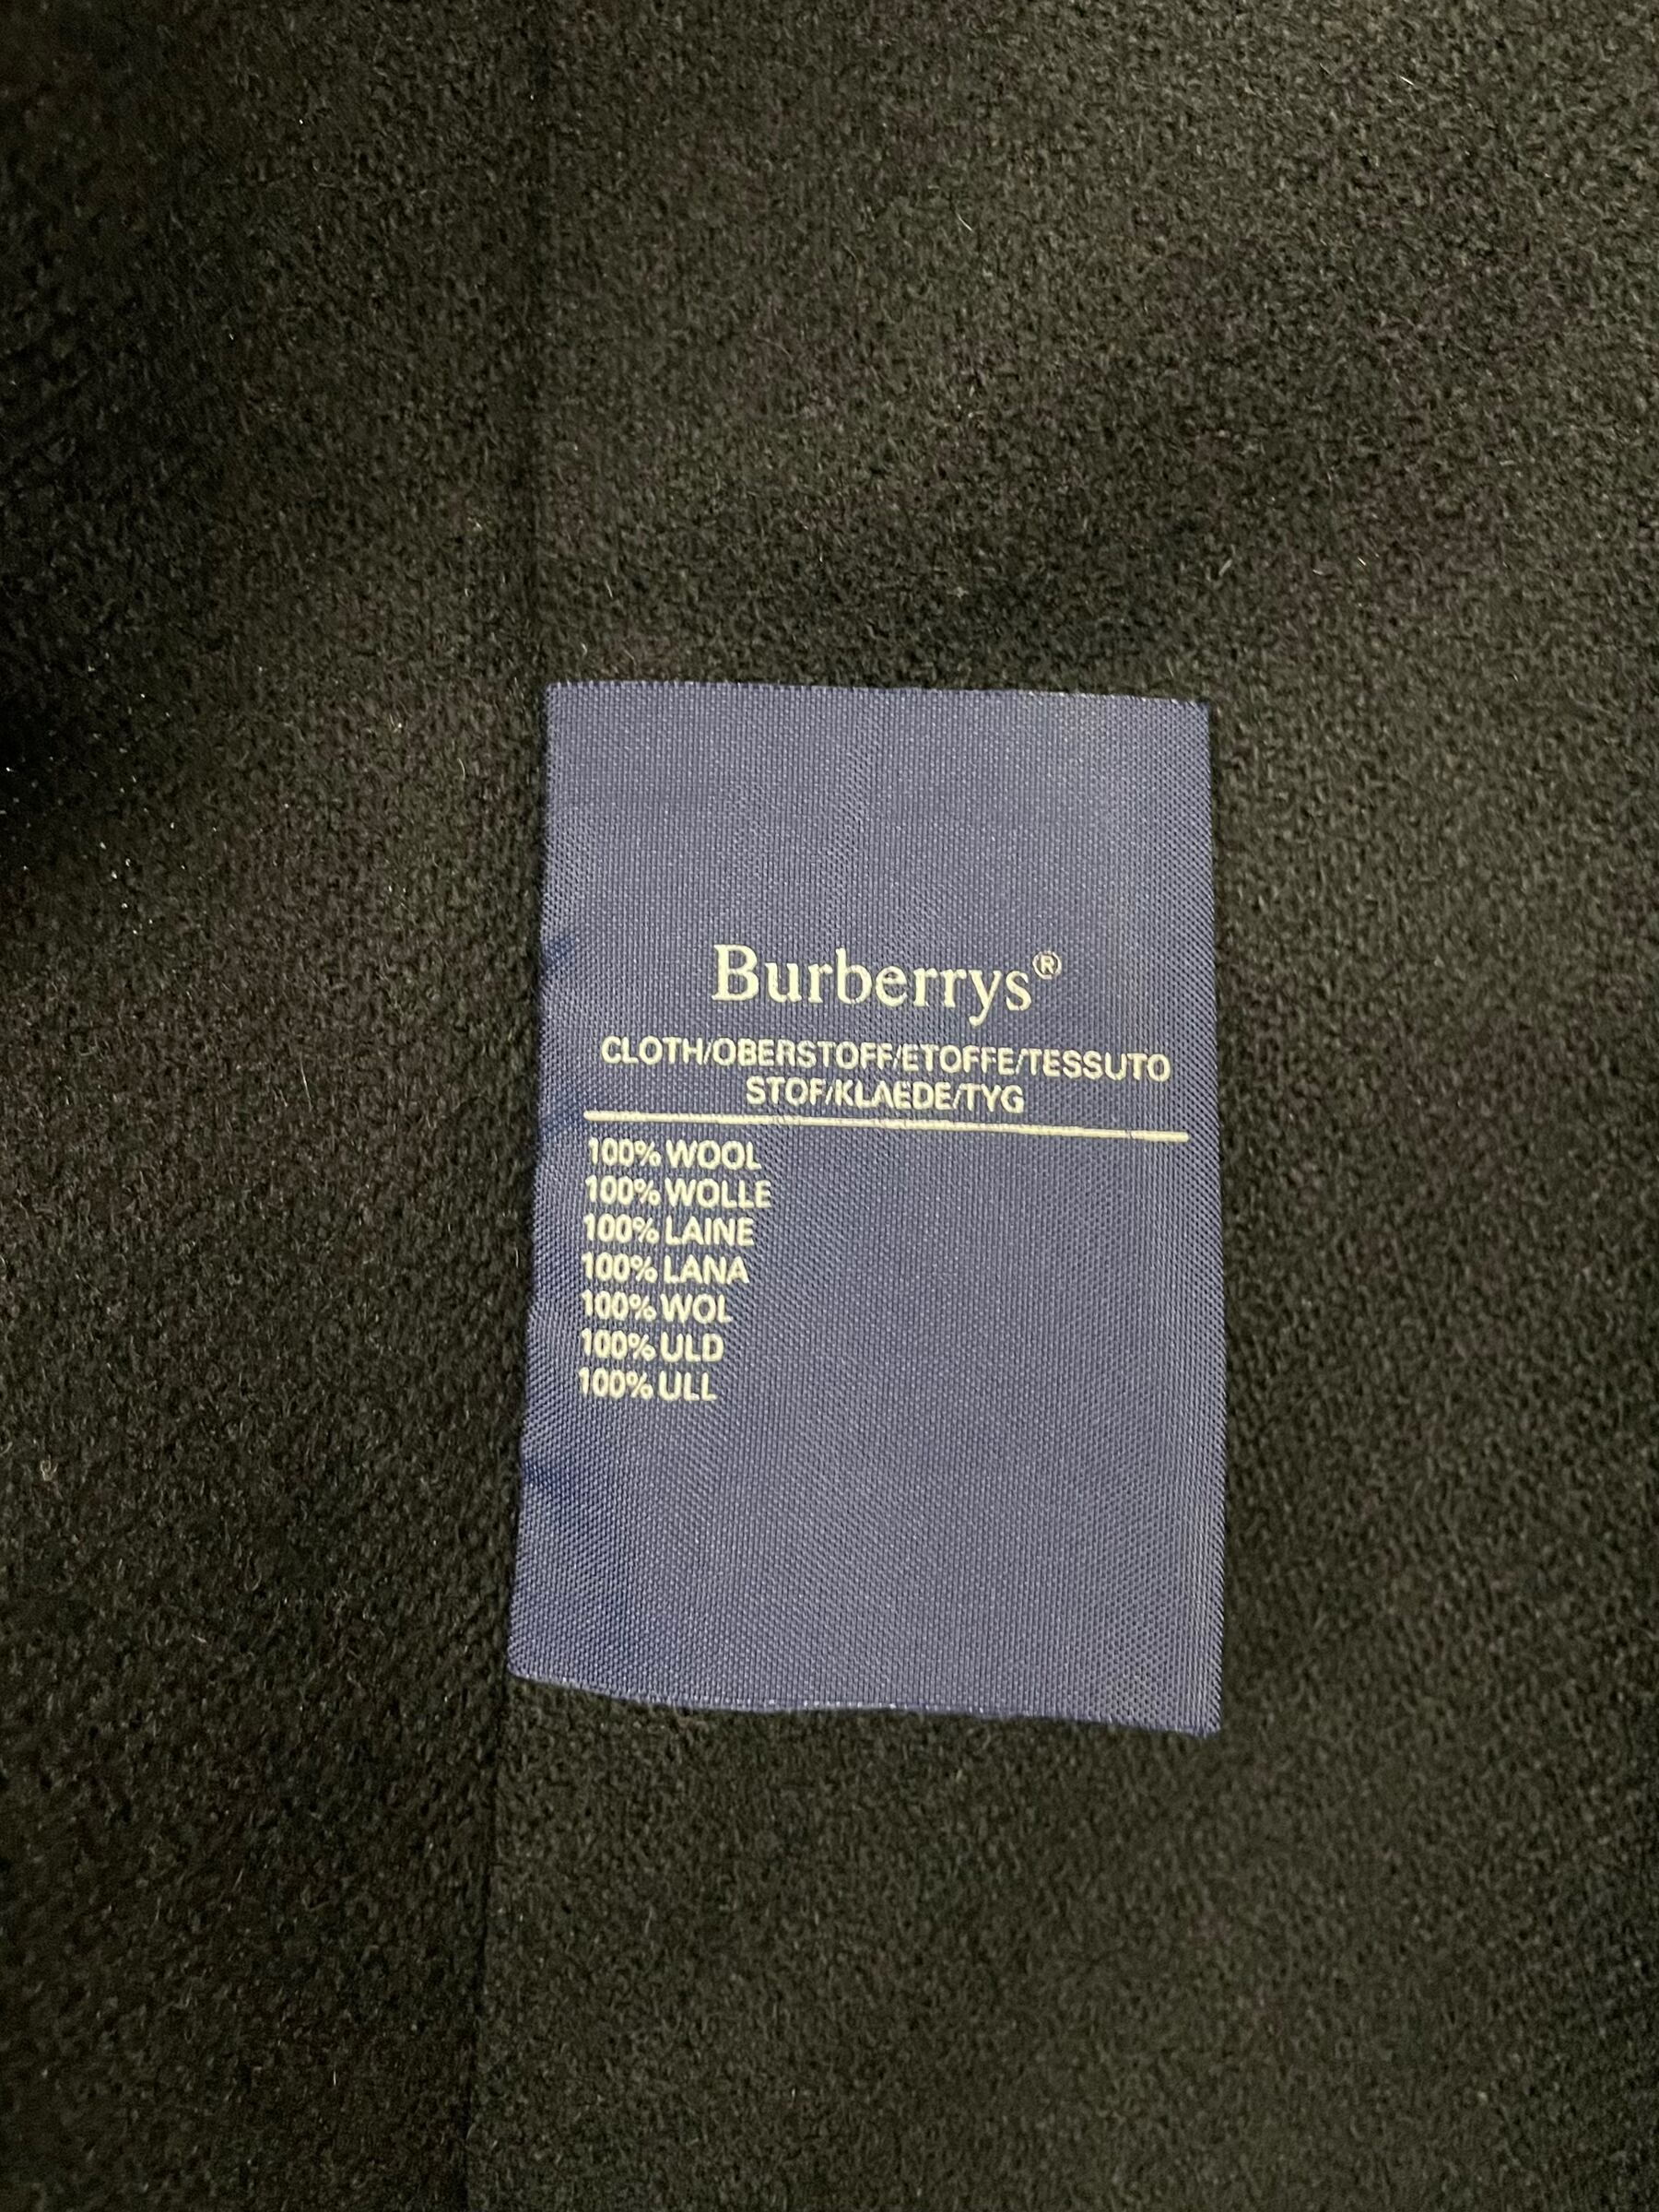 Burberrys®
CLOTH/OBERSTOFF/ETOFFE/TESSUTO
STOF/KLAEDE/TYG
100% WOOL
100% WOLLE
100% LAINE
100% LANA
100% WOL
100% ULD
100% ULL